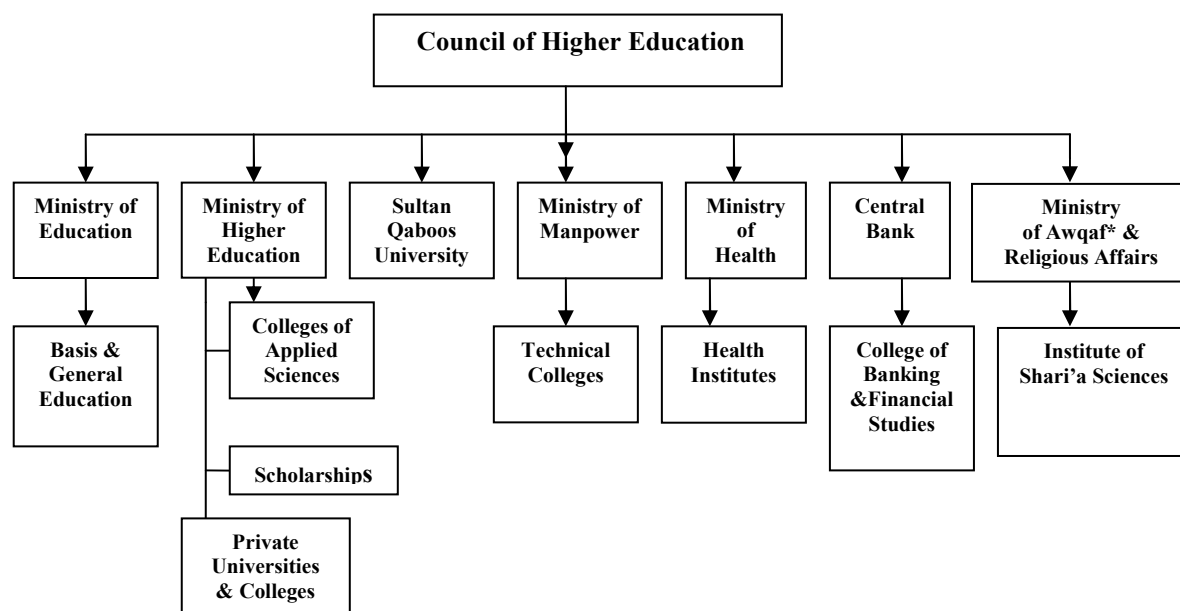 Council of Higher Education
Ministry of
Education
Ministry of
Higher
Education
Sultan
Qaboos
University
Ministry of
Manpower
Ministry
of
Health
Central
Bank
Ministry
of Awqaf* &
Religious Affairs
Basis &
General
Education
Colleges of
Applied
Sciences
Technical
Colleges
Health
Institutes
College of
Banking
&Financial
Studies
Institute of
Shari’a Sciences
Scholarships
Private
Universities
& Colleges